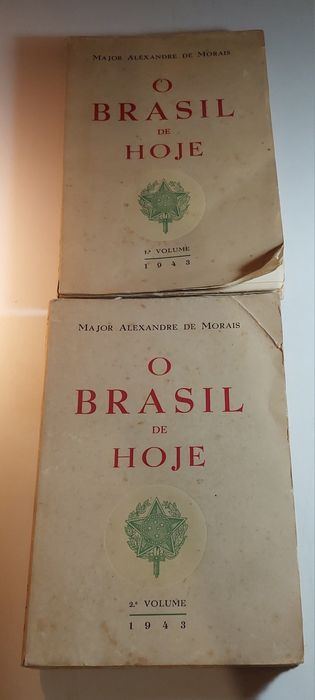 MAJOR ALEXANDRE DE MORAIS
O
BRASIL
DE
HOJE
1.º VOLUME
1943
MAJOR ALEXANDRE DE MORAIS
O
BRASIL
DE
HOJE
2.º VOLUME
1943